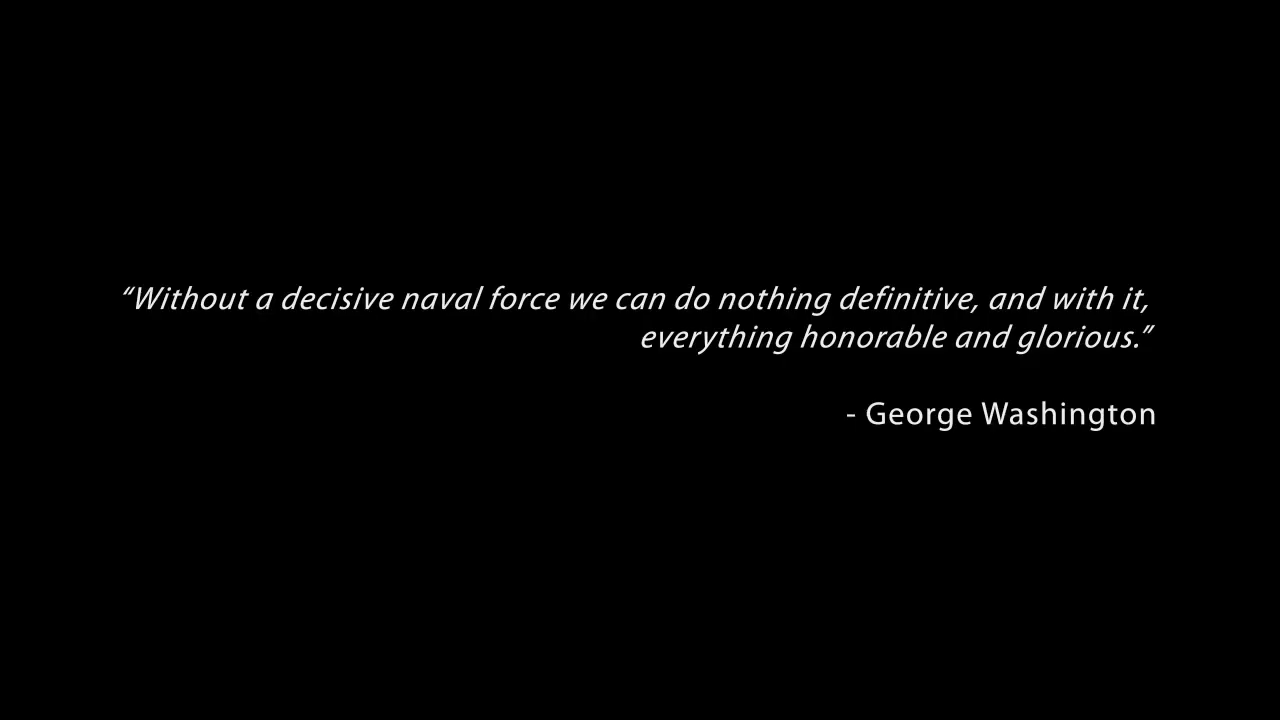 “Without a decisive naval force we can do nothing definitive, and with it,
everything honorable and glorious.”
- George Washington